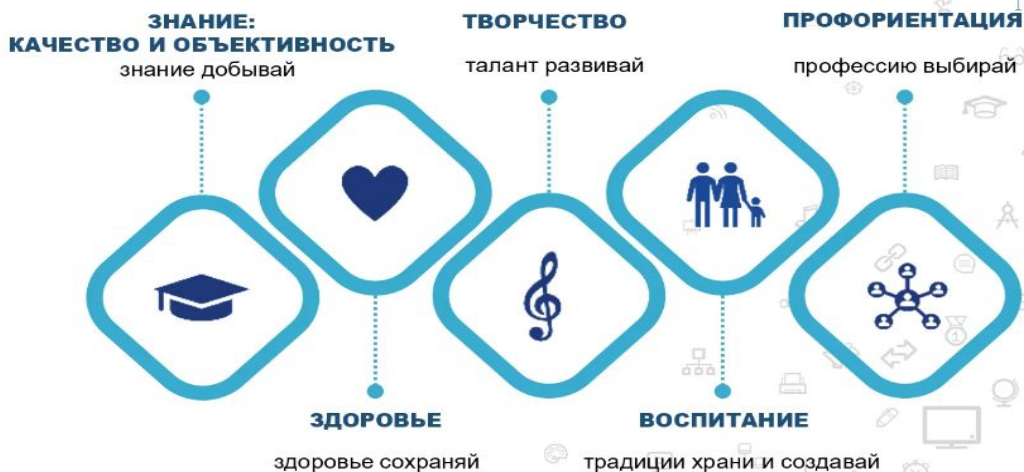 ЗНАНИЕ:
КАЧЕСТВО И ОБЪЕКТИВНОСТЬ
знание добывай
ТВОРЧЕСТВО
талант развивай
ПРОФОРИЕНТАЦИЯ
профессию выбирай
ЗДОРОВЬЕ
здоровье сохраняй
ВОСПИТАНИЕ
традиции храни и создавай